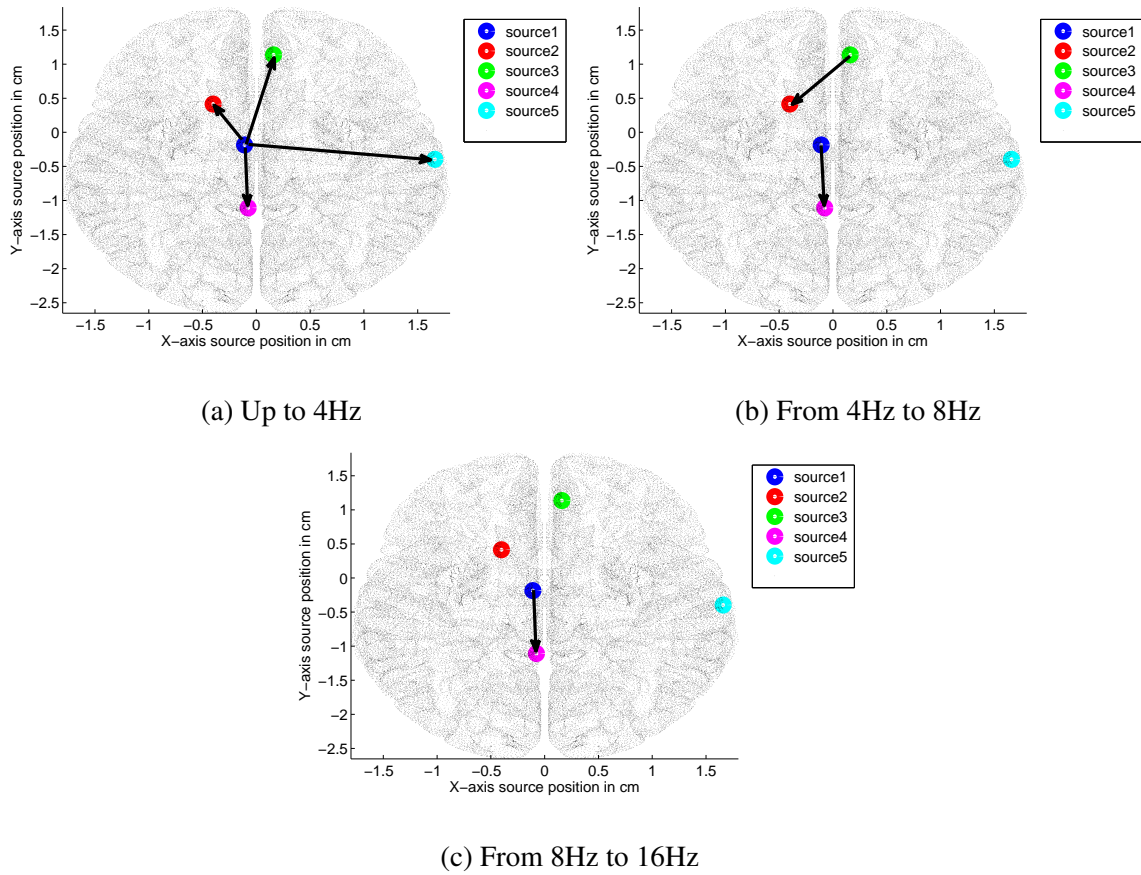 1.5
1
0.5
0
−0.5
−1
−1.5
−2
−2.5
Y−axis source position in cm
−1.5 −1 −0.5 0 0.5 1 1.5
X−axis source position in cm
source1
source2
source3
source4
source5
(a) Up to 4Hz
1.5
1
0.5
0
−0.5
−1
−1.5
−2
−2.5
Y−axis source position in cm
−1.5 −1 −0.5 0 0.5 1 1.5
X−axis source position in cm
source1
source2
source3
source4
source5
(b) From 4Hz to 8Hz
1.5
1
0.5
0
−0.5
−1
−1.5
−2
−2.5
Y−axis source position in cm
−1.5 −1 −0.5 0 0.5 1 1.5
X−axis source position in cm
source1
source2
source3
source4
source5
(c) From 8Hz to 16Hz